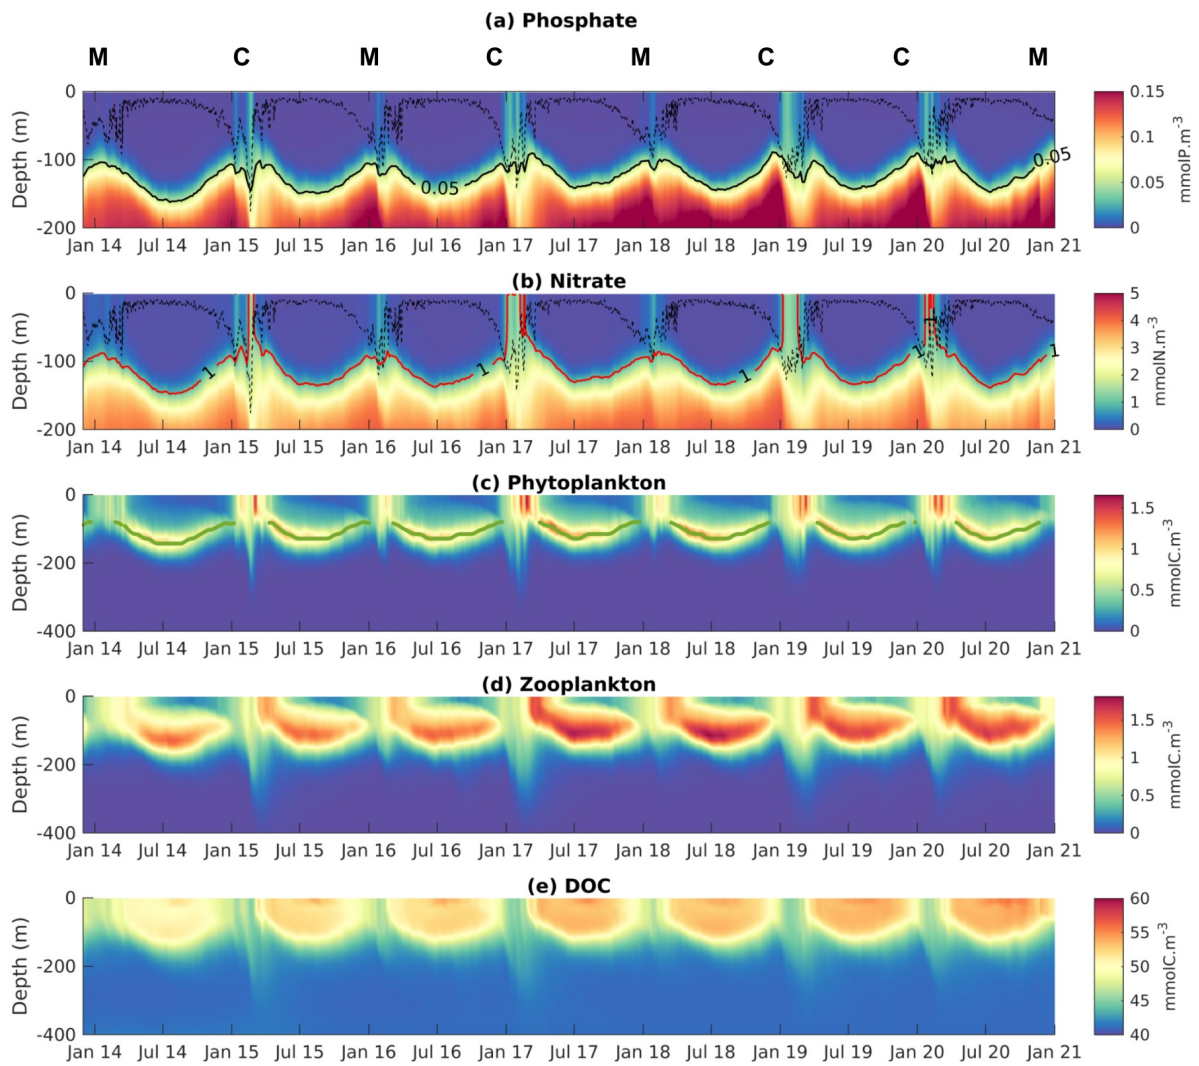 (a) Phosphate
M C M C M C C M
0 0.15
-100 0.05 0.1
Depth (m) 0.05 0.05 mmolP.m-3
-200 0
Jan 14 Jul 14 Jan 15 Jul 15 Jan 16 Jul 16 Jan 17 Jul 17 Jan 18 Jul 18 Jan 19 Jul 19 Jan 20 Jul 20 Jan 21
(b) Nitrate
0 5
4
-100 1 1 1 1 1 1 3
Depth (m) 2 mmolN.m-3
1
-200 0
Jan 14 Jul 14 Jan 15 Jul 15 Jan 16 Jul 16 Jan 17 Jul 17 Jan 18 Jul 18 Jan 19 Jul 19 Jan 20 Jul 20 Jan 21
(c) Phytoplankton
0 1.5
-200 1
Depth (m) 0.5 mmolC.m-3
-400 0
Jan 14 Jul 14 Jan 15 Jul 15 Jan 16 Jul 16 Jan 17 Jul 17 Jan 18 Jul 18 Jan 19 Jul 19 Jan 20 Jul 20 Jan 21
(d) Zooplankton
0 1.5
-200 1
Depth (m) 0.5 mmolC.m-3
-400 0
Jan 14 Jul 14 Jan 15 Jul 15 Jan 16 Jul 16 Jan 17 Jul 17 Jan 18 Jul 18 Jan 19 Jul 19 Jan 20 Jul 20 Jan 21
(e) DOC
0 60
55
-200 50
Depth (m) 45 mmolC.m-3
-400 40
Jan 14 Jul 14 Jan 15 Jul 15 Jan 16 Jul 16 Jan 17 Jul 17 Jan 18 Jul 18 Jan 19 Jul 19 Jan 20 Jul 20 Jan 21